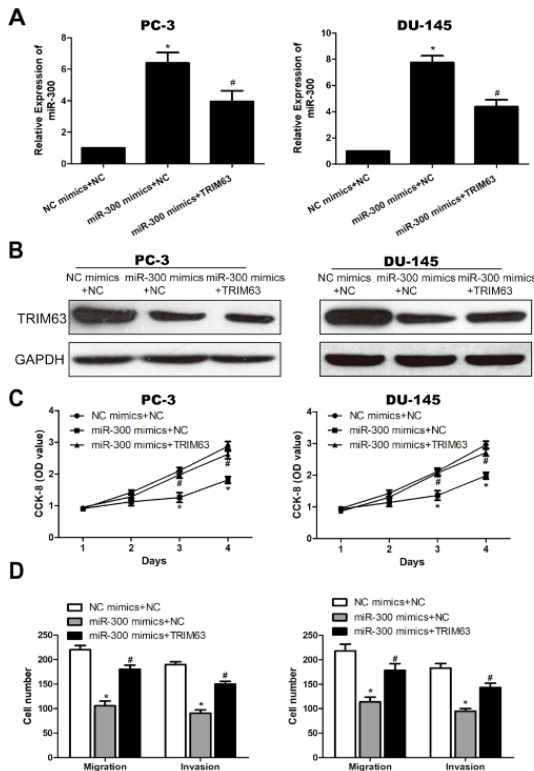 A
PC-3
DU-145
Relative Expression of
miR-300
8
6
4
2
0
NC mimics+NC
miR-300 mimics+NC
miR-300 mimics+TRIM63
*
#
Relative Expression of
miR-300
10
8
6
4
2
0
NC mimics+NC
miR-300 mimics+NC
miR-300 mimics+TRIM63
*
#
B
PC-3
DU-145
NC mimics miR-300 mimics miR-300 mimics
+NC +NC +TRIM63
NC mimics miR-300 mimics miR-300 mimics
+NC +NC +TRIM63
TRIM63
GAPDH
C
PC-3
DU-145
NC mimics+NC
miR-300 mimics+NC
miR-300 mimics+TRIM63
CCK-8 (OD value)
4
3
2
1
0
# #
* *
1 2 3 4
Days
NC mimics+NC
miR-300 mimics+NC
miR-300 mimics+TRIM63
CCK-8 (OD value)
4
3
2
1
0
# #
* *
1 2 3 4
Days
D
NC mimics+NC
miR-300 mimics+NC
miR-300 mimics+TRIM63
Cell number
250
200
150
100
50
0
* # * #
Migration Invasion
NC mimics+NC
miR-300 mimics+NC
miR-300 mimics+TRIM63
Cell number
250
200
150
100
50
0
* # * #
Migration Invasion